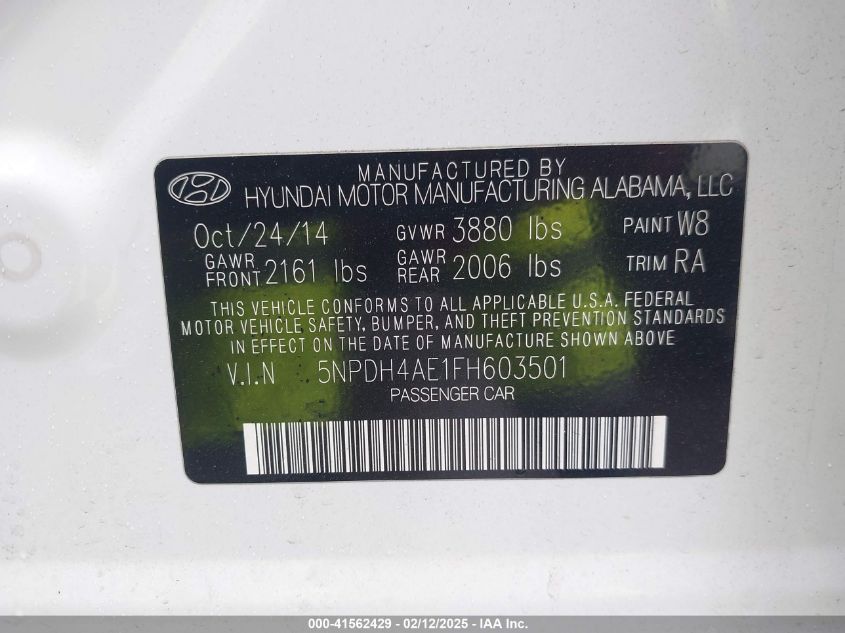 MANUFACTURED BY
HYUNDAI MOTOR MANUFACTURING ALABAMA, LLC
Oct/24/14 GVWR 3880 lbs PAINT W8
GAWR FRONT 2161 lbs GAWR REAR 2006 lbs TRIM RA
THIS VEHICLE CONFORMS TO ALL APPLICABLE U.S.A. FEDERAL
MOTOR VEHICLE SAFETY, BUMPER, AND THEFT PREVENTION STANDARDS
IN EFFECT ON THE DATE OF MANUFACTURE SHOWN ABOVE
V.I.N 5NPDH4AE1FH603501
PASSENGER CAR
000-41562429 - 02/12/2025 - IAA Inc.